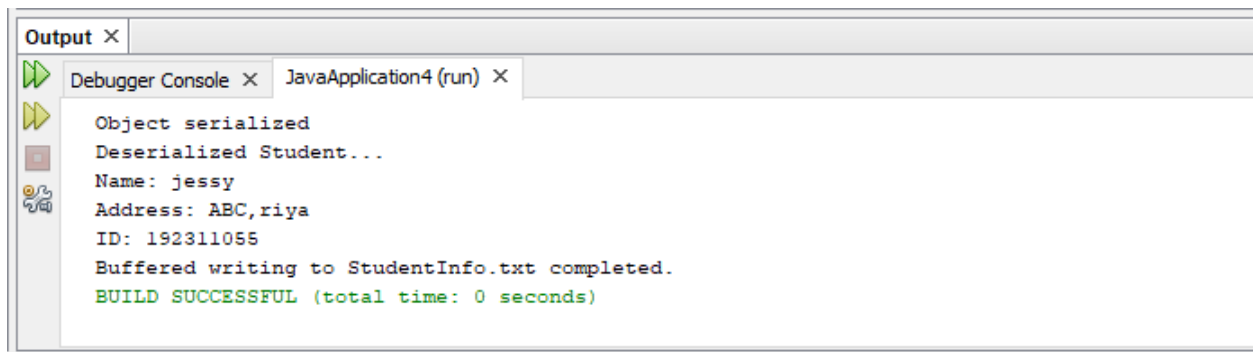 Output ×
Debugger Console × JavaApplication4 (run) ×
Object serialized
Deserialized Student...
Name: jessy
Address: ABC,riya
ID: 192311055
Buffered writing to StudentInfo.txt completed.
BUILD SUCCESSFUL (total time: 0 seconds)